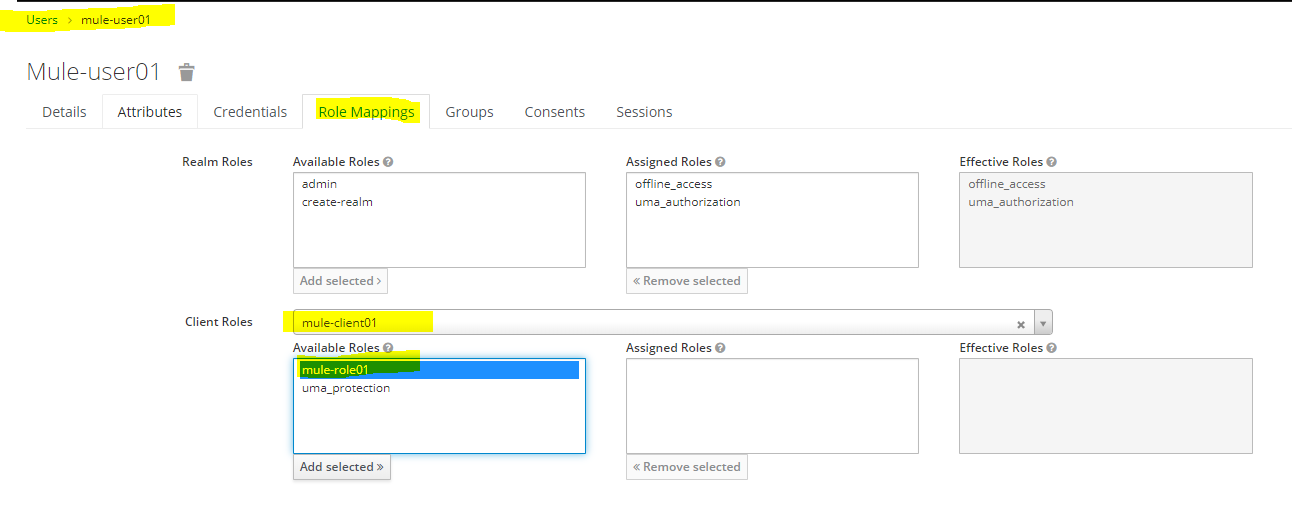 Users > mule-user01
Mule-user01
Details Attributes Credentials Role Mappings Groups Consents Sessions
Realm Roles Available Roles Assigned Roles Effective Roles
admin offline_access offline_access
create-realm uma_authorization uma_authorization
Add selected > « Remove selected
Client Roles mule-client01
Available Roles Assigned Roles Effective Roles
mule-role01
uma_protection
Add selected » « Remove selected